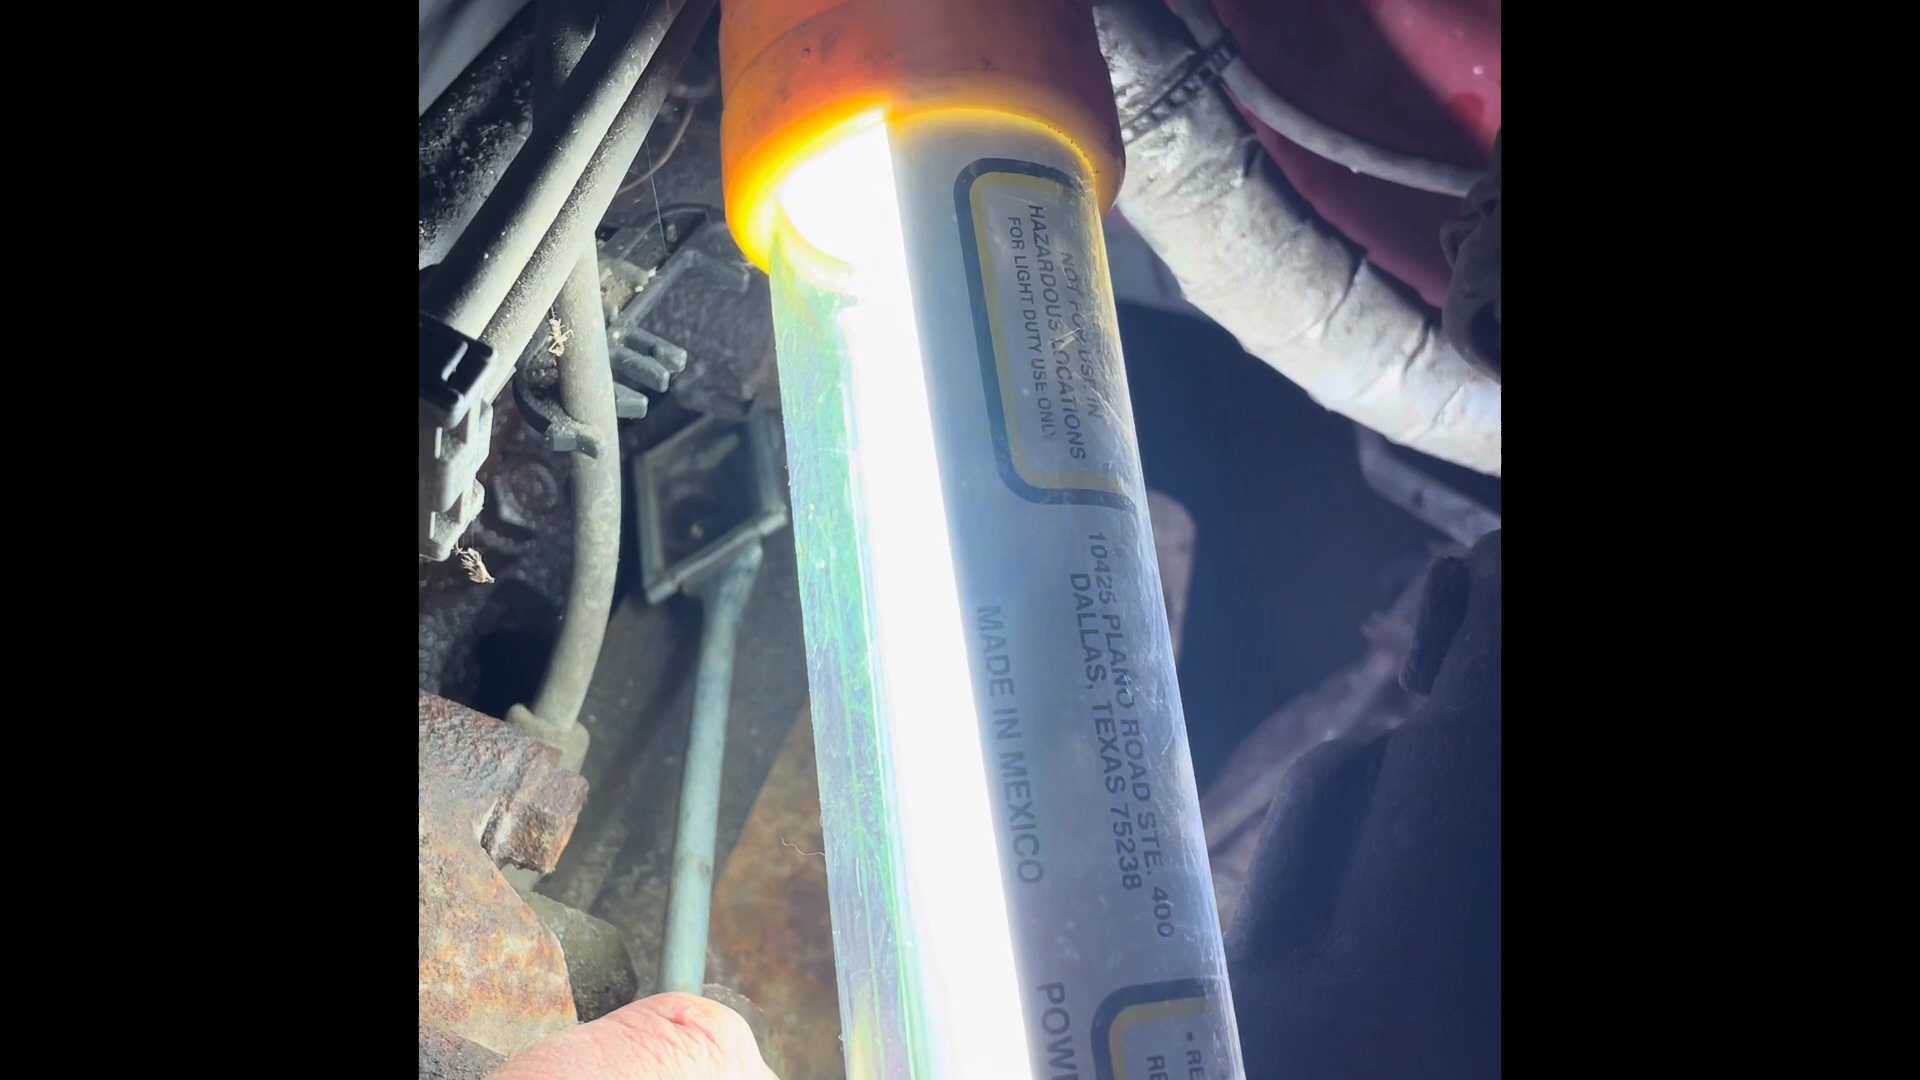 NOT FOR USE IN
HAZARDOUS LOCATIONS
FOR LIGHT DUTY USE ONLY
10425 PLANO ROAD STE. 400
DALLAS, TEXAS 75238
MADE IN MEXICO